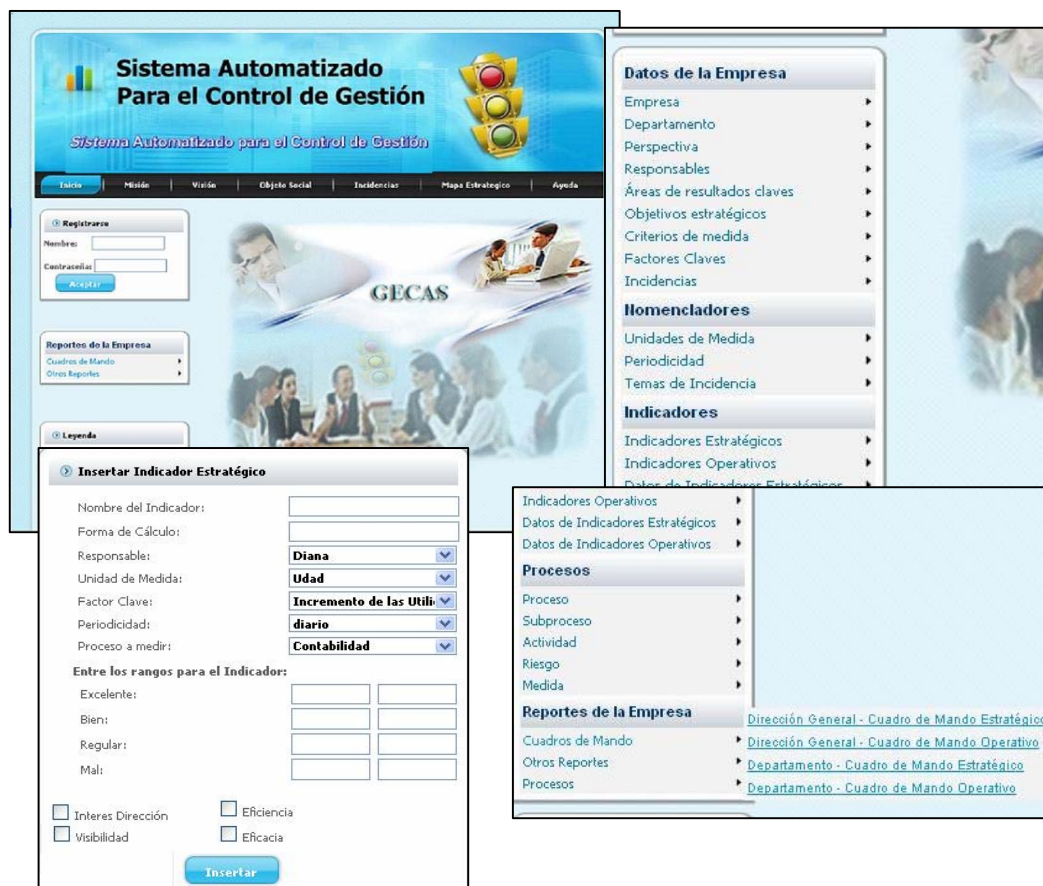 Sistema Automatizado
Para el Control de Gestión
Sistema Automatizado para el Control de Gestión
Inicio | Misión | Visión | Objeto Social | Incidencias | Mapa Estrategico | Ayuda
Registrarse
Nombre:
Contraseña:
Aceptar
GECAS
Reportes de la Empresa
Cuadros de Mando
Otros Reportes
Leyenda
Datos de la Empresa
Empresa
Departamento
Perspectiva
Responsables
Áreas de resultados claves
Objetivos estratégicos
Criterios de medida
Factores Claves
Incidencias
Nomencladores
Unidades de Medida
Periodicidad
Temas de Incidencia
Indicadores
Indicadores Estratégicos
Indicadores Operativos
Datos de Indicadores Estratégicos
Insertar Indicador Estratégico
Nombre del Indicador:
Forma de Cálculo:
Responsable: Diana
Unidad de Medida: Udad
Factor Clave: Incremento de las Utili
Periodicidad: diario
Proceso a medir: Contabilidad
Entre los rangos para el Indicador:
Excelente:
Bien:
Regular:
Mal:
Interes Dirección Eficiencia
Visibilidad Eficacia
Insertar
Indicadores Operativos
Datos de Indicadores Estratégicos
Datos de Indicadores Operativos
Procesos
Proceso
Subproceso
Actividad
Riesgo
Medida
Reportes de la Empresa
Cuadros de Mando
Otros Reportes
Procesos
Dirección General - Cuadro de Mando Estratégico
Dirección General - Cuadro de Mando Operativo
Departamento - Cuadro de Mando Estratégico
Departamento - Cuadro de Mando Operativo